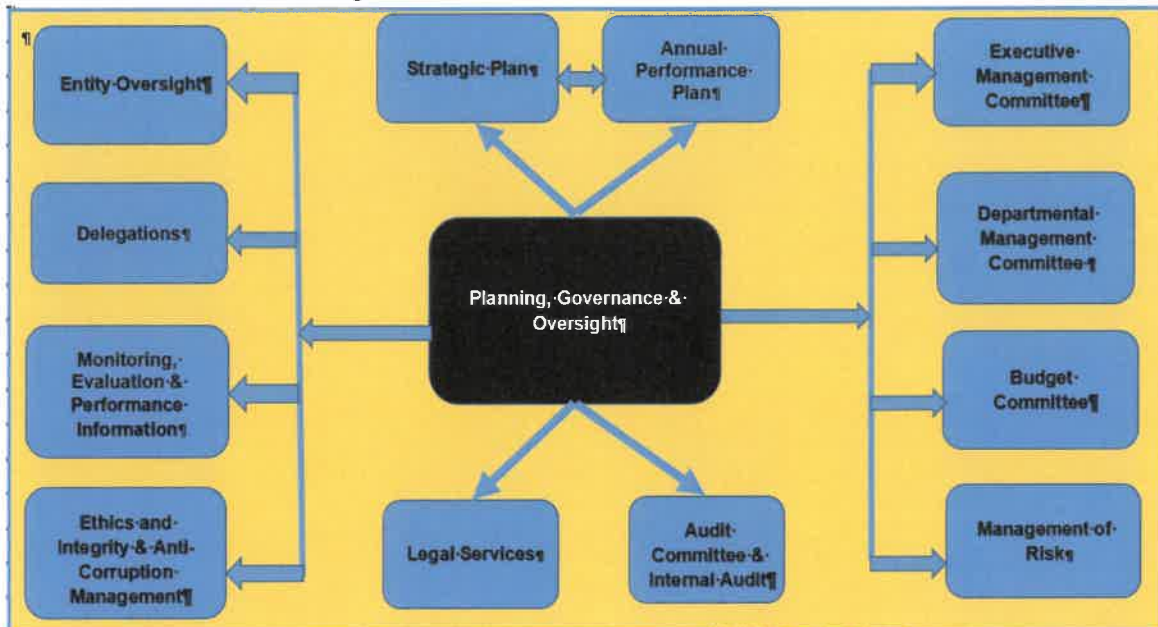 ¶
Entity·Oversight¶
Strategic·Plan¶
Annual·
Performance·
Plan¶
Executive·
Management·
Committee¶
Delegations¶
Departmental·
Management·
Committee·¶
Planning,·Governance·&·
Oversight¶
Monitoring,·
Evaluation·&·
Performance·
Information¶
Budget·
Committee¶
Ethics·and·
Integrity·&·Anti-
Corruption·
Management¶
Legal·Services¶
Audit·
Committee·&·
Internal·Audit¶
Management·of·
Risk¶